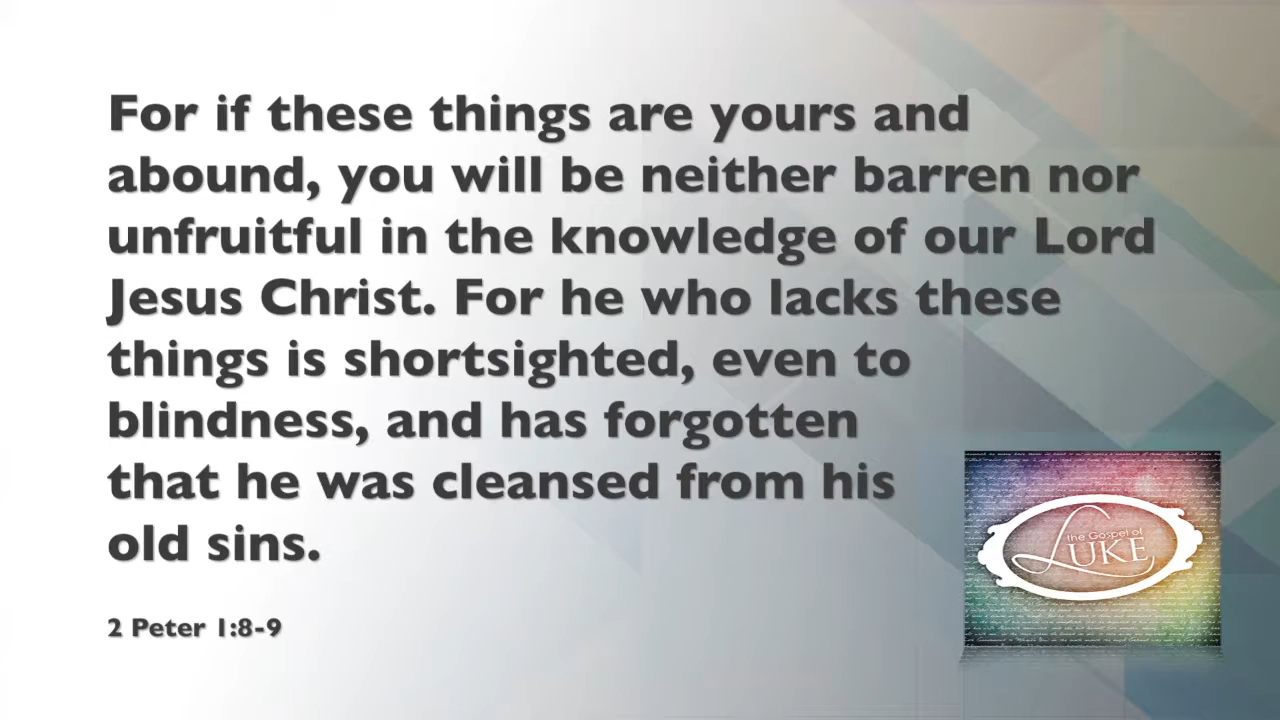 For if these things are yours and
abound, you will be neither barren nor
unfruitful in the knowledge of our Lord
Jesus Christ. For he who lacks these
things is shortsighted, even to
blindness, and has forgotten
that he was cleansed from his
old sins.
2 Peter 1:8-9
the Gospel of
LUKE